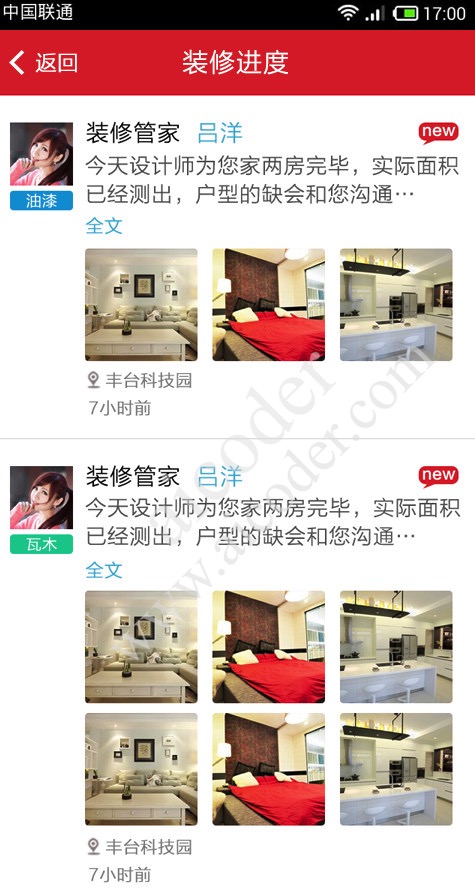 中国联通 17:00
返回 装修进度
装修管家 吕洋 new
今天设计师为您家两房完毕，实际面积
已经测出，户型的缺会和您沟通…
油漆
全文
丰台科技园
7小时前
装修管家 吕洋 new
今天设计师为您家两房完毕，实际面积
已经测出，户型的缺会和您沟通…
瓦木
全文
丰台科技园
7小时前
aicoder
www.aicoder.com